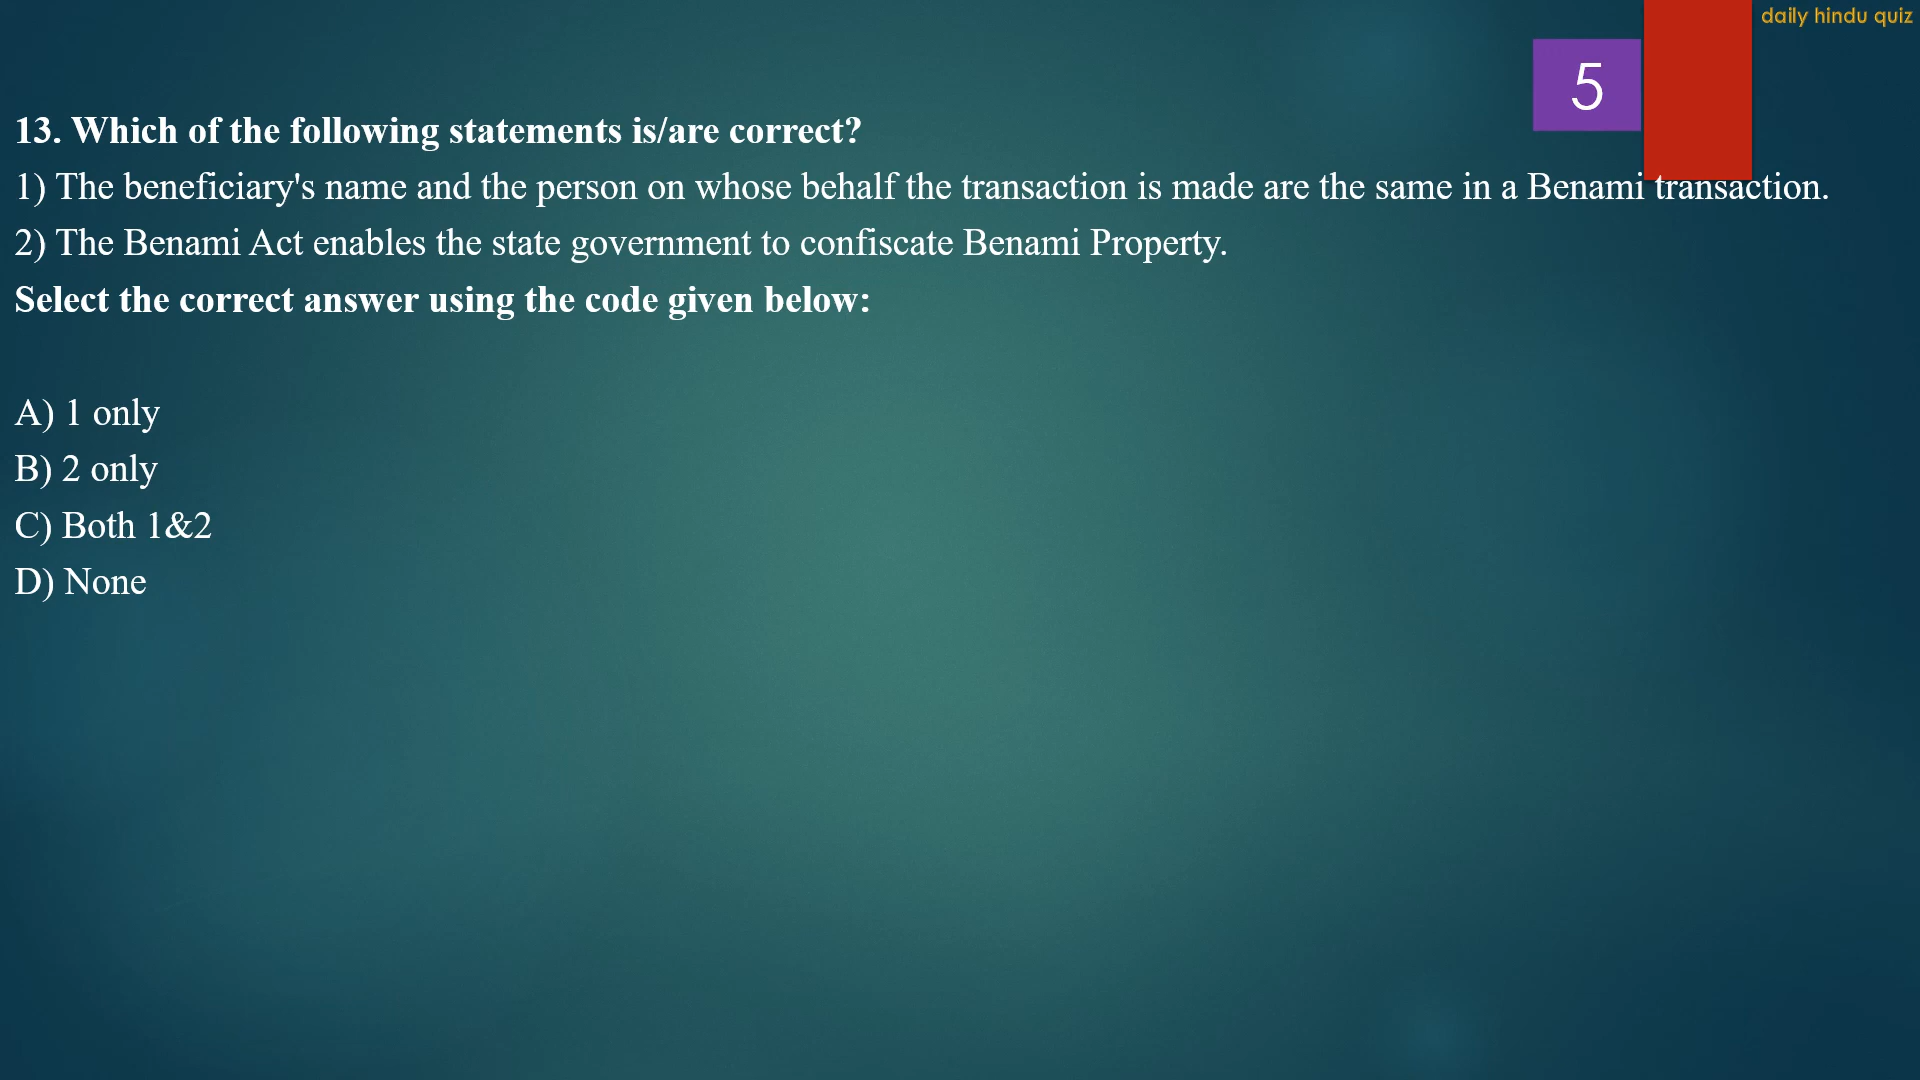 daily hindu quiz
5
13. Which of the following statements is/are correct?
1) The beneficiary's name and the person on whose behalf the transaction is made are the same in a Benami transaction.
2) The Benami Act enables the state government to confiscate Benami Property.
Select the correct answer using the code given below:
A) 1 only
B) 2 only
C) Both 1&2
D) None